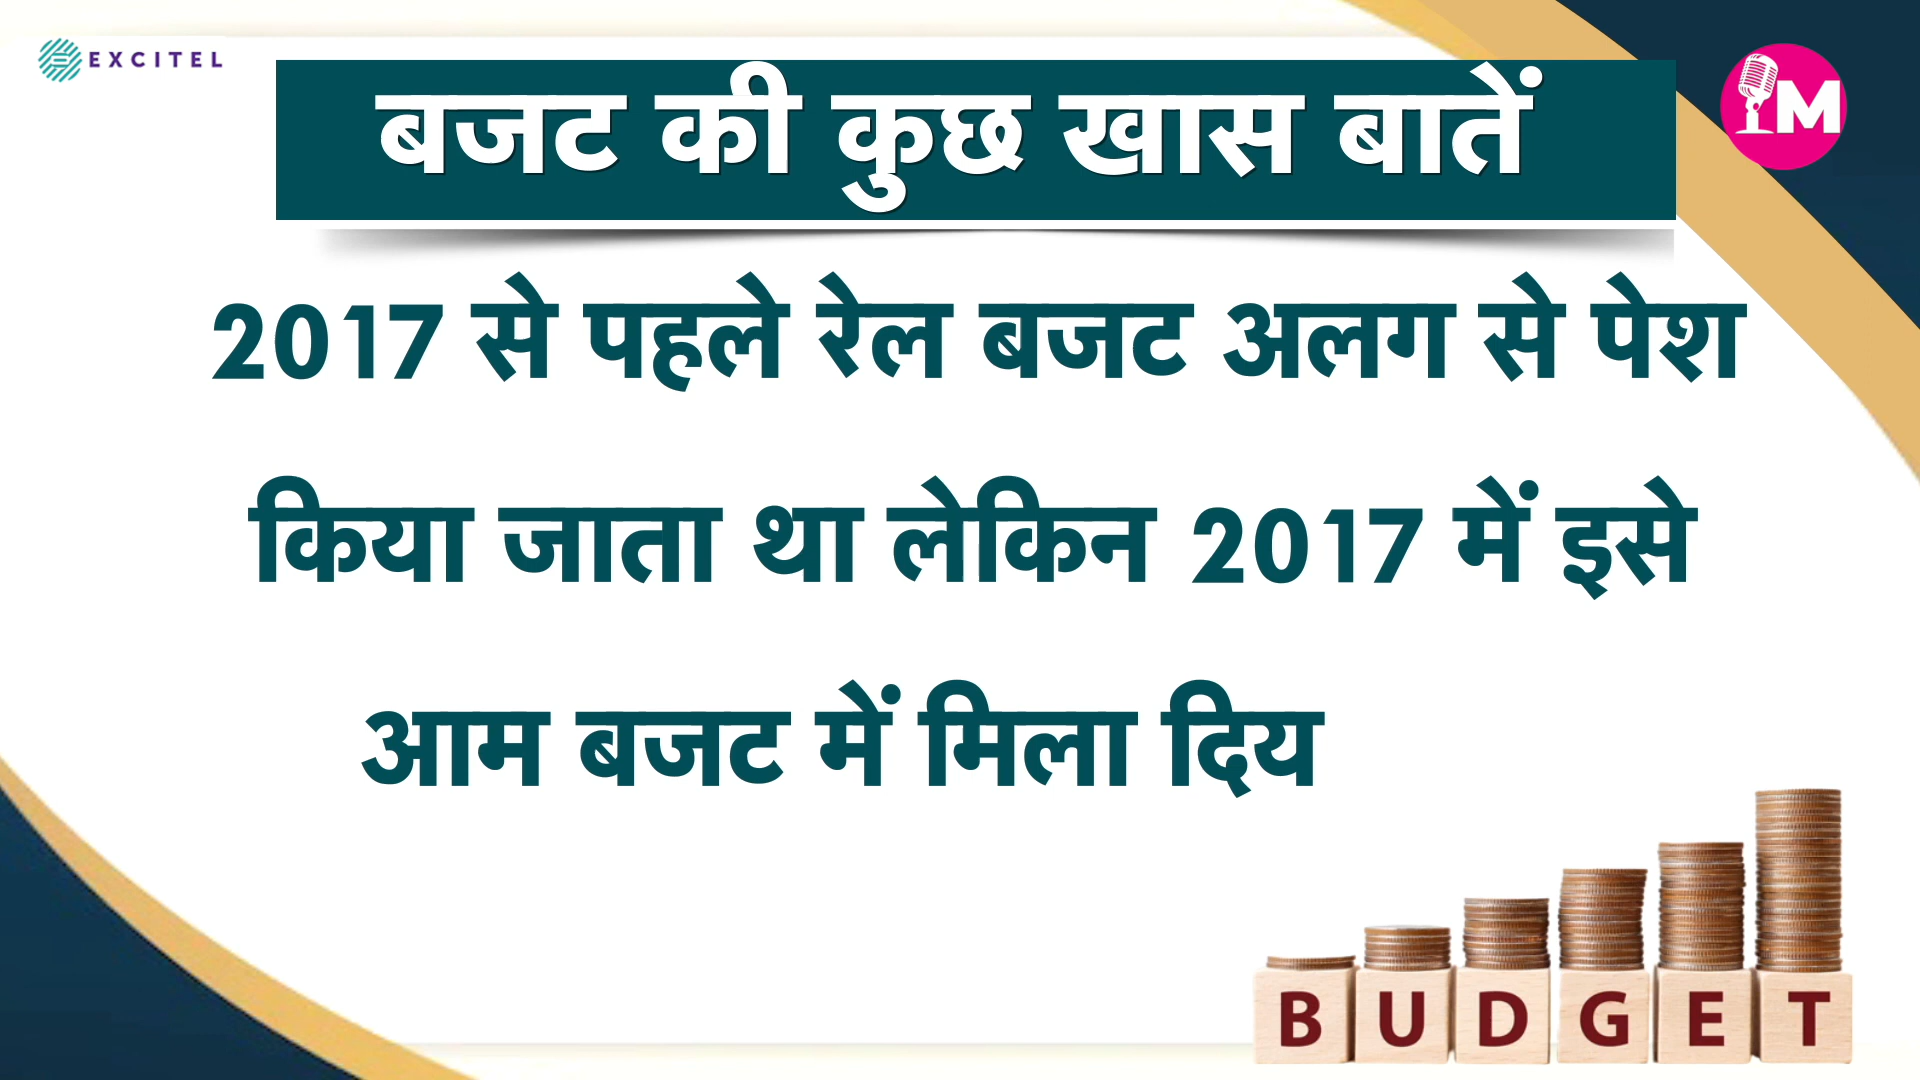 EXCITEL
M
बजट की कुछ खास बातें
2017 से पहले रेल बजट अलग से पेश
किया जाता था लेकिन 2017 में इसे
आम बजट में मिला दिय
BUDGET